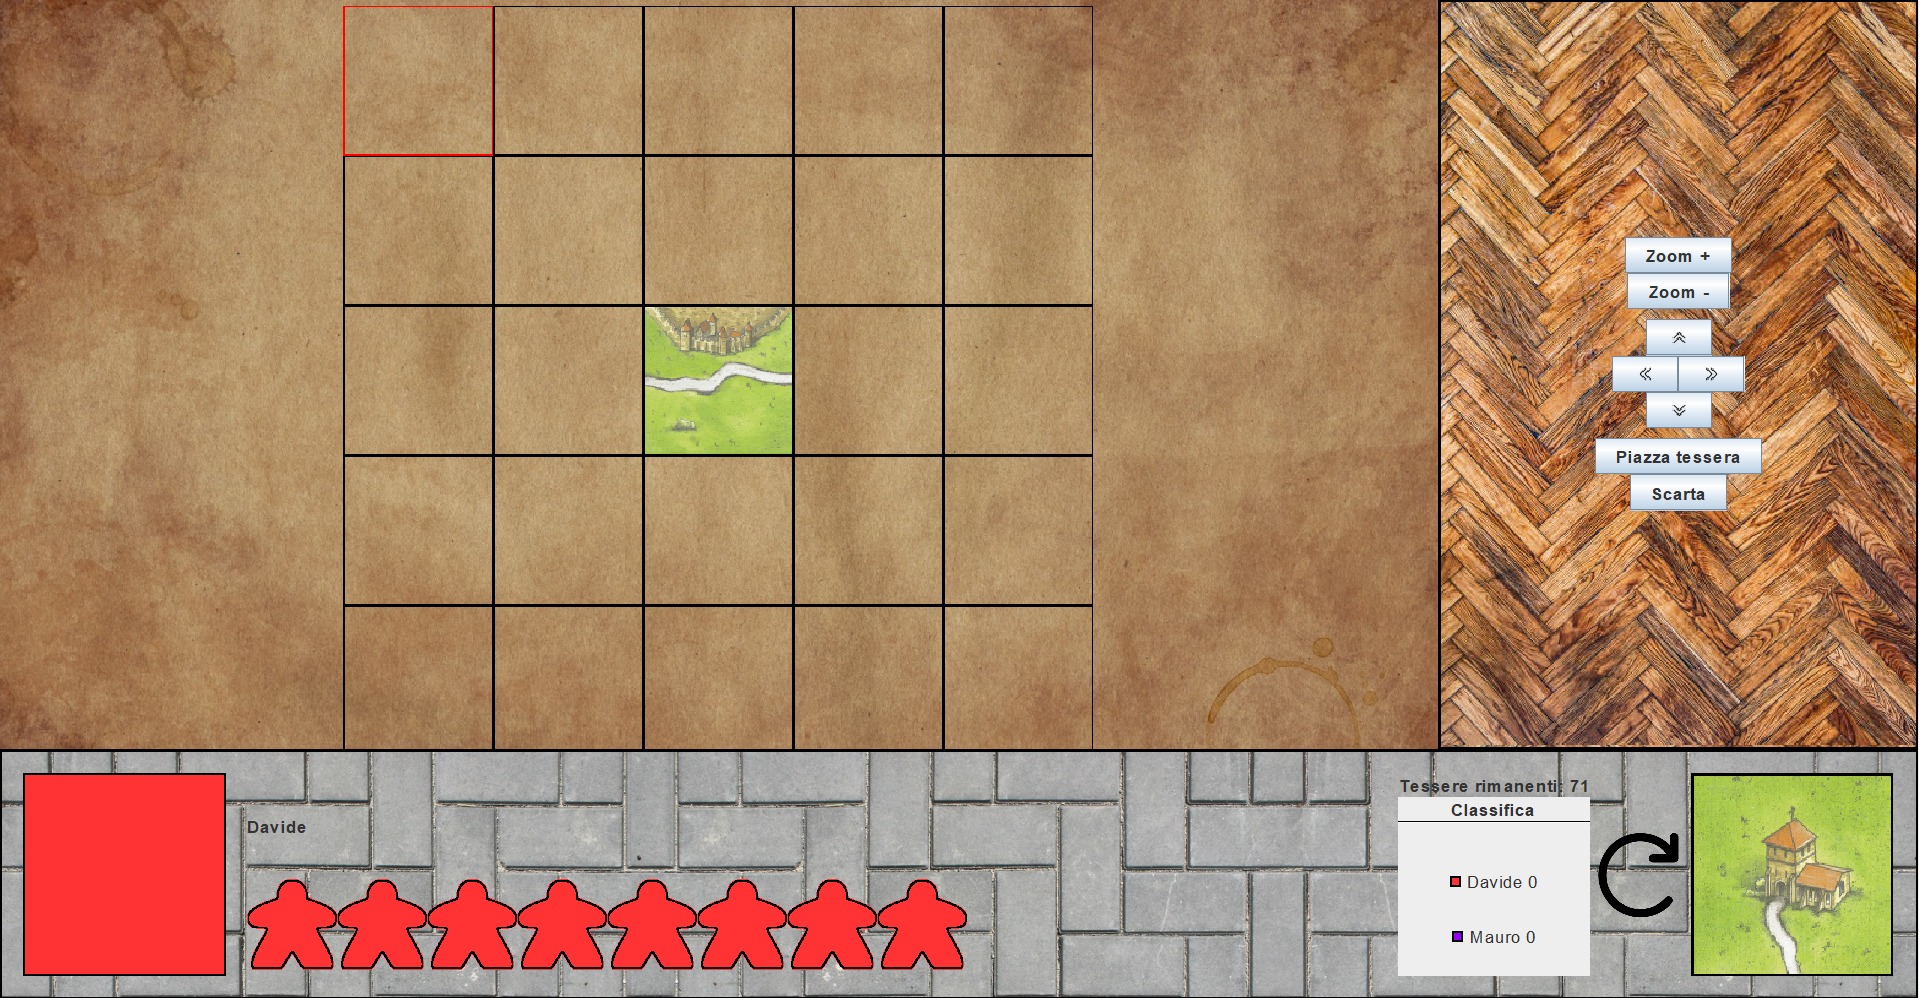 Zoom +
Zoom -
Piazza tessera
Scarta
Davide
Tessere rimanenti: 71
Classifica
Davide 0
Mauro 0